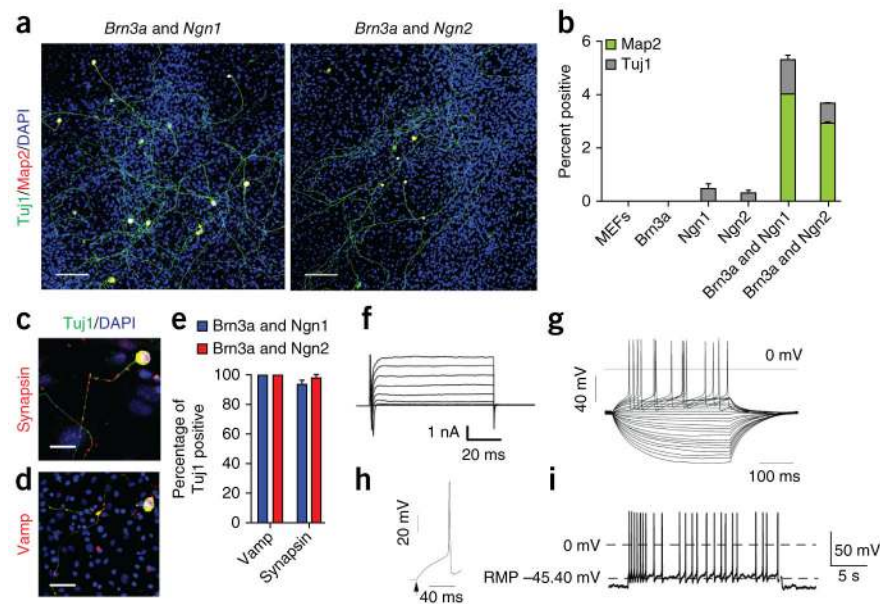 a
Brn3a and Ngn1
Brn3a and Ngn2
Tuj1/Map2/DAPI
b
Map2
Tuj1
Percent positive
6
4
2
0
MEFs
Brn3a
Ngn1
Ngn2
Brn3a and Ngn1
Brn3a and Ngn2
c
Tuj1/DAPI
Synapsin
d
Vamp
e
Brn3a and Ngn1
Brn3a and Ngn2
Percentage of
Tuj1 positive
100
80
60
40
20
0
Vamp
Synapsin
f
1 nA
20 ms
g
0 mV
40 mV
100 ms
h
20 mV
40 ms
i
0 mV
RMP –45.40 mV
50 mV
5 s